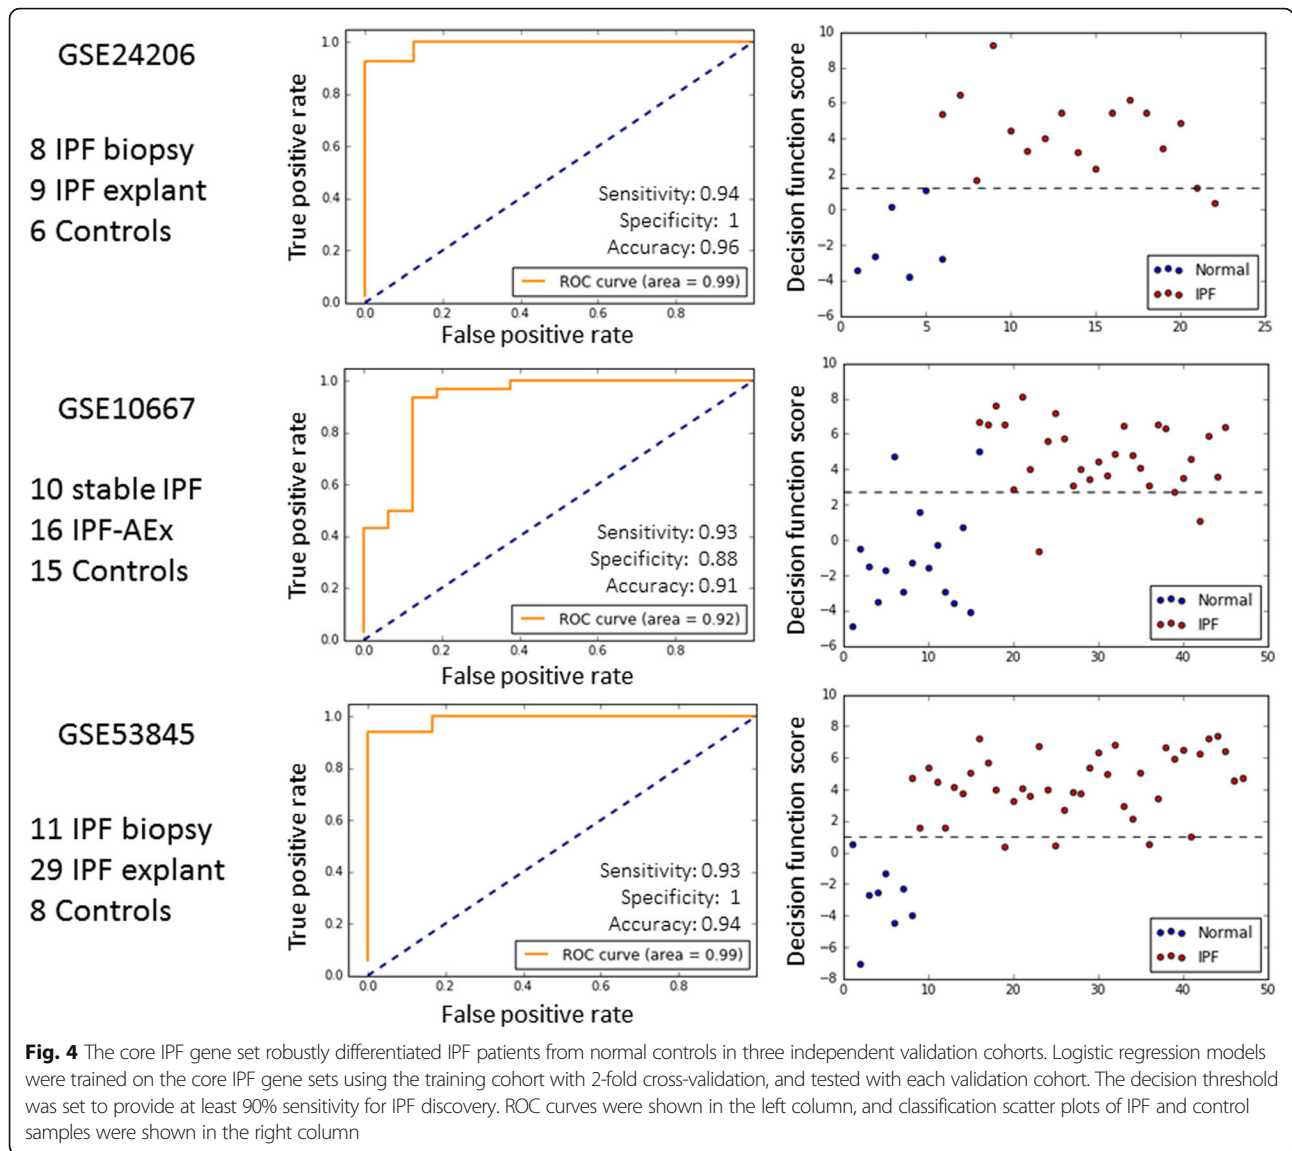 GSE24206
8 IPF biopsy
9 IPF explant
6 Controls
True positive rate
1.0
0.8
0.6
0.4
0.2
0.0
Sensitivity: 0.94
Specificity: 1
Accuracy: 0.96
ROC curve (area = 0.99)
0.0 0.2 0.4 0.6 0.8
False positive rate
Decision function score
10
8
6
4
2
0
−2
−4
−6
Normal
IPF
0 5 10 15 20 25
GSE10667
10 stable IPF
16 IPF-AEx
15 Controls
True positive rate
1.0
0.8
0.6
0.4
0.2
0.0
Sensitivity: 0.93
Specificity: 0.88
Accuracy: 0.91
ROC curve (area = 0.92)
0.0 0.2 0.4 0.6 0.8
False positive rate
Decision function score
10
8
6
4
2
0
−2
−4
−6
Normal
IPF
0 10 20 30 40 50
GSE53845
11 IPF biopsy
29 IPF explant
8 Controls
True positive rate
1.0
0.8
0.6
0.4
0.2
0.0
Sensitivity: 0.93
Specificity: 1
Accuracy: 0.94
ROC curve (area = 0.99)
0.0 0.2 0.4 0.6 0.8
False positive rate
Decision function score
10
8
6
4
2
0
−2
−4
−6
−8
Normal
IPF
0 10 20 30 40 50
Fig. 4 The core IPF gene set robustly differentiated IPF patients from normal controls in three independent validation cohorts. Logistic regression models
were trained on the core IPF gene sets using the training cohort with 2-fold cross-validation, and tested with each validation cohort. The decision threshold
was set to provide at least 90% sensitivity for IPF discovery. ROC curves were shown in the left column, and classification scatter plots of IPF and control
samples were shown in the right column